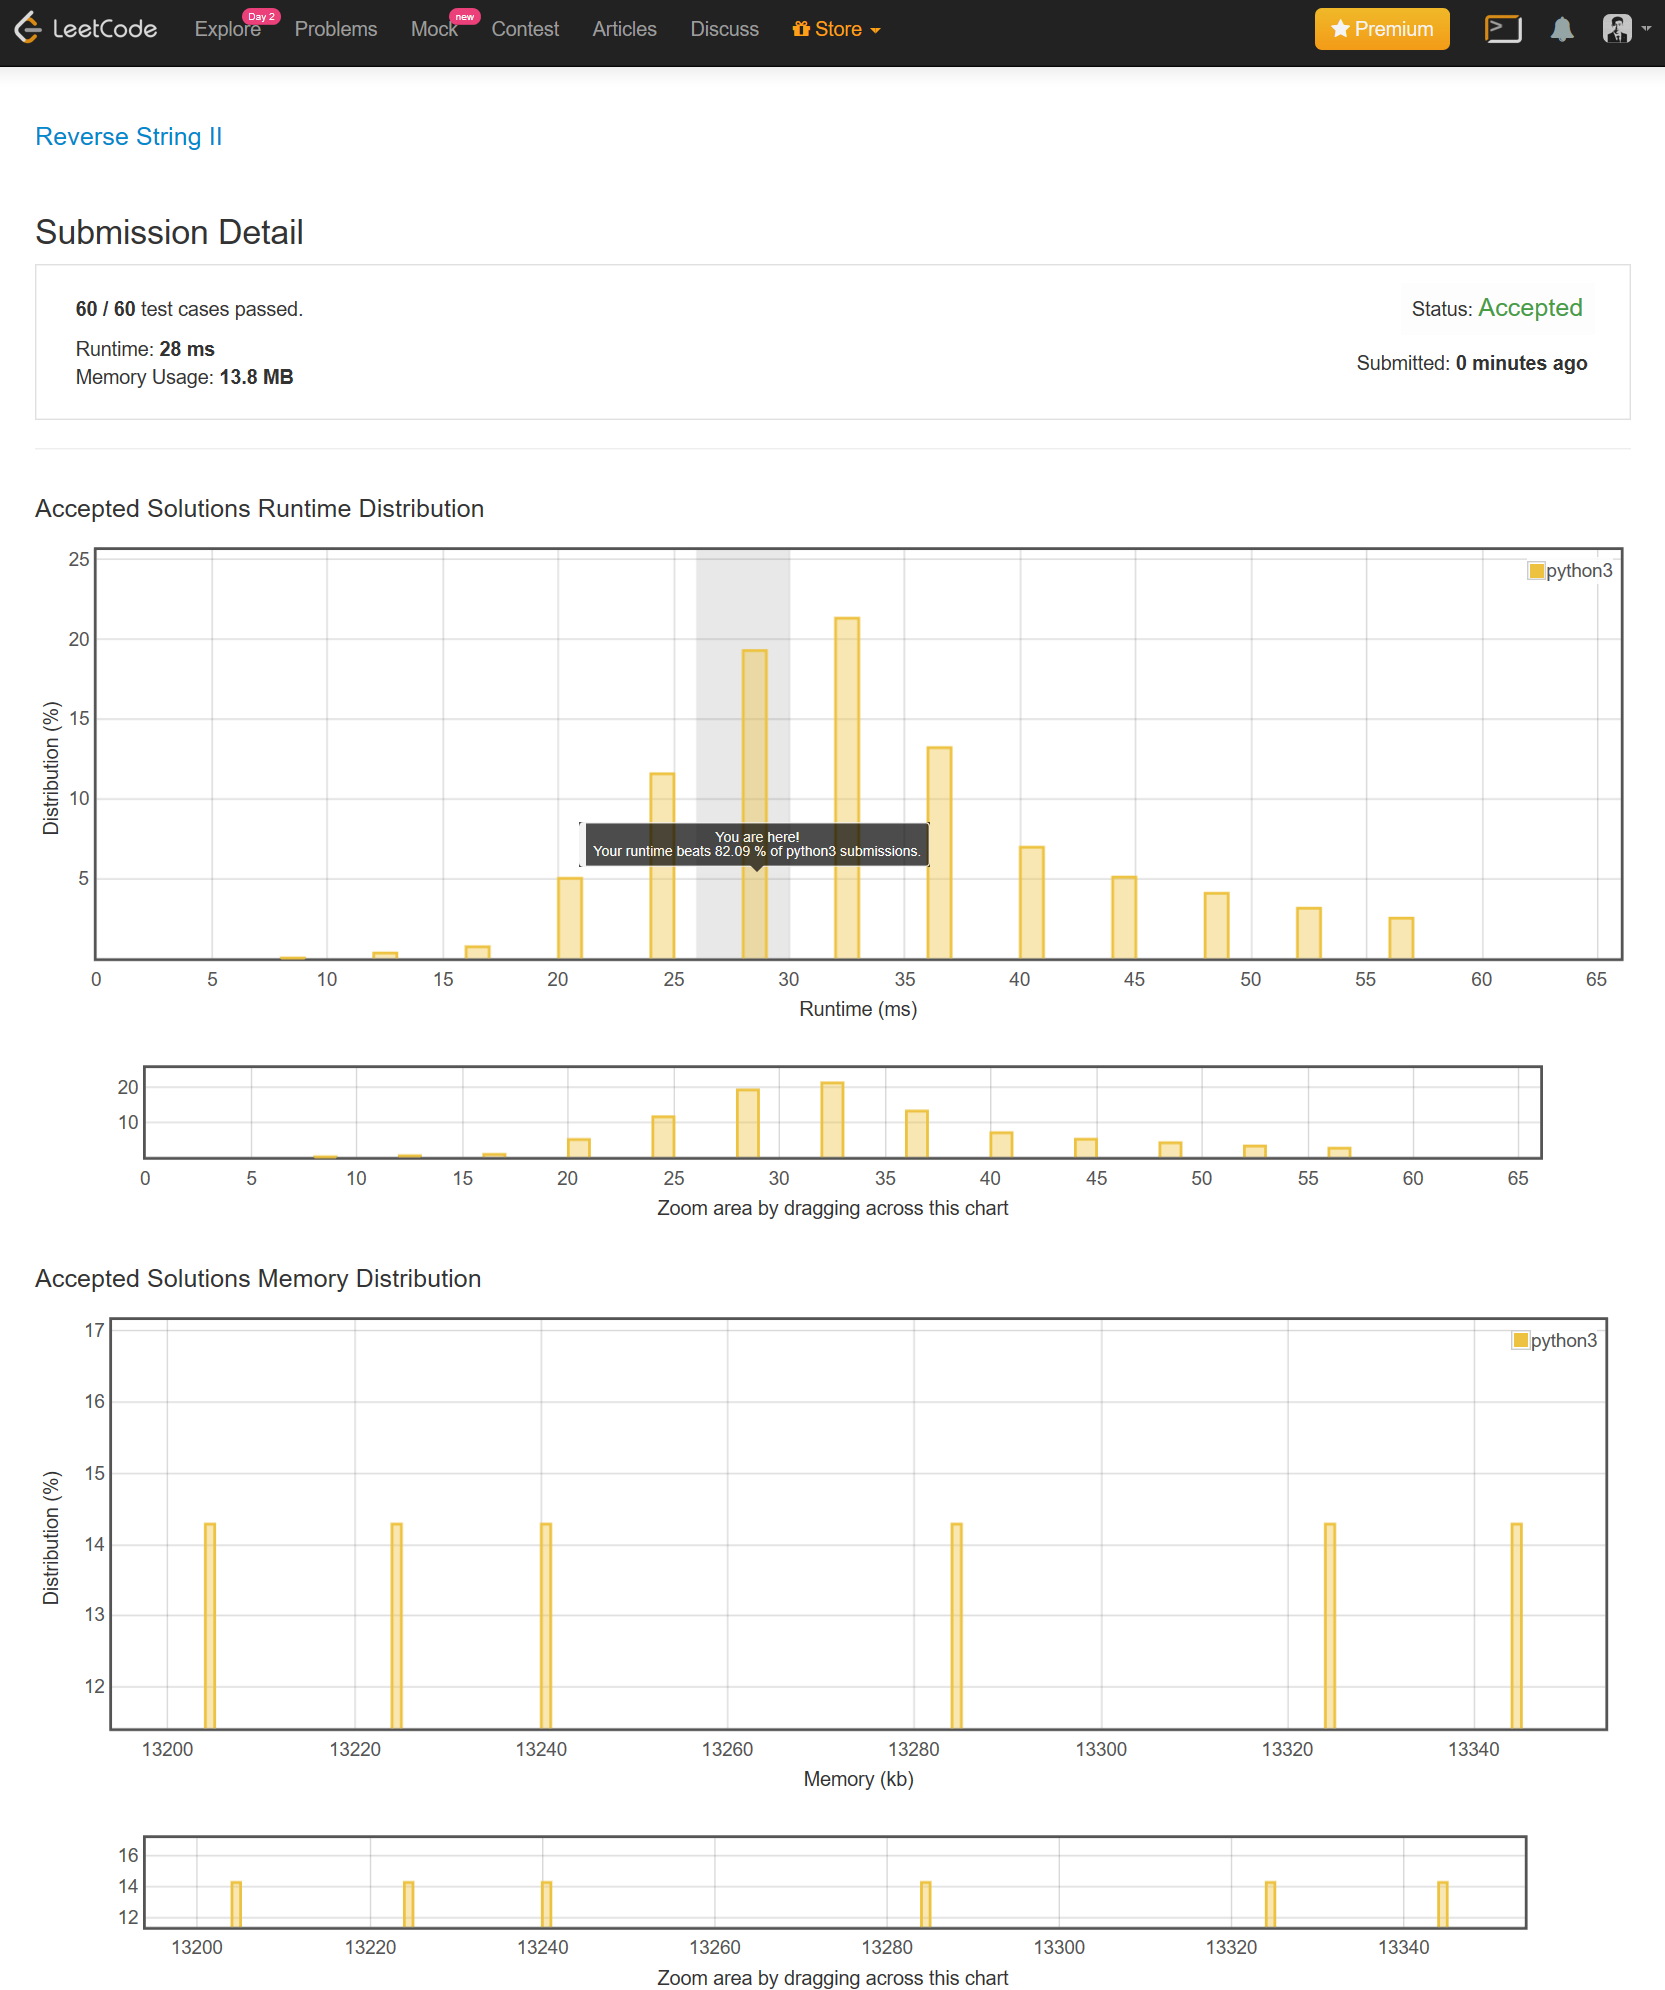 LeetCode Explore Day 2 Problems Mock new Contest Articles Discuss Store Premium
Reverse String II
Submission Detail
60 / 60 test cases passed.
Status: Accepted
Runtime: 28 ms
Submitted: 0 minutes ago
Memory Usage: 13.8 MB
Accepted Solutions Runtime Distribution
25
20
15
10
5
Distribution (%)
python3
You are here!
Your runtime beats 82.09 % of python3 submissions.
0 5 10 15 20 25 30 35 40 45 50 55 60 65
Runtime (ms)
20
10
0 5 10 15 20 25 30 35 40 45 50 55 60 65
Zoom area by dragging across this chart
Accepted Solutions Memory Distribution
17
16
15
14
13
12
Distribution (%)
python3
13200 13220 13240 13260 13280 13300 13320 13340
Memory (kb)
16
14
12
13200 13220 13240 13260 13280 13300 13320 13340
Zoom area by dragging across this chart